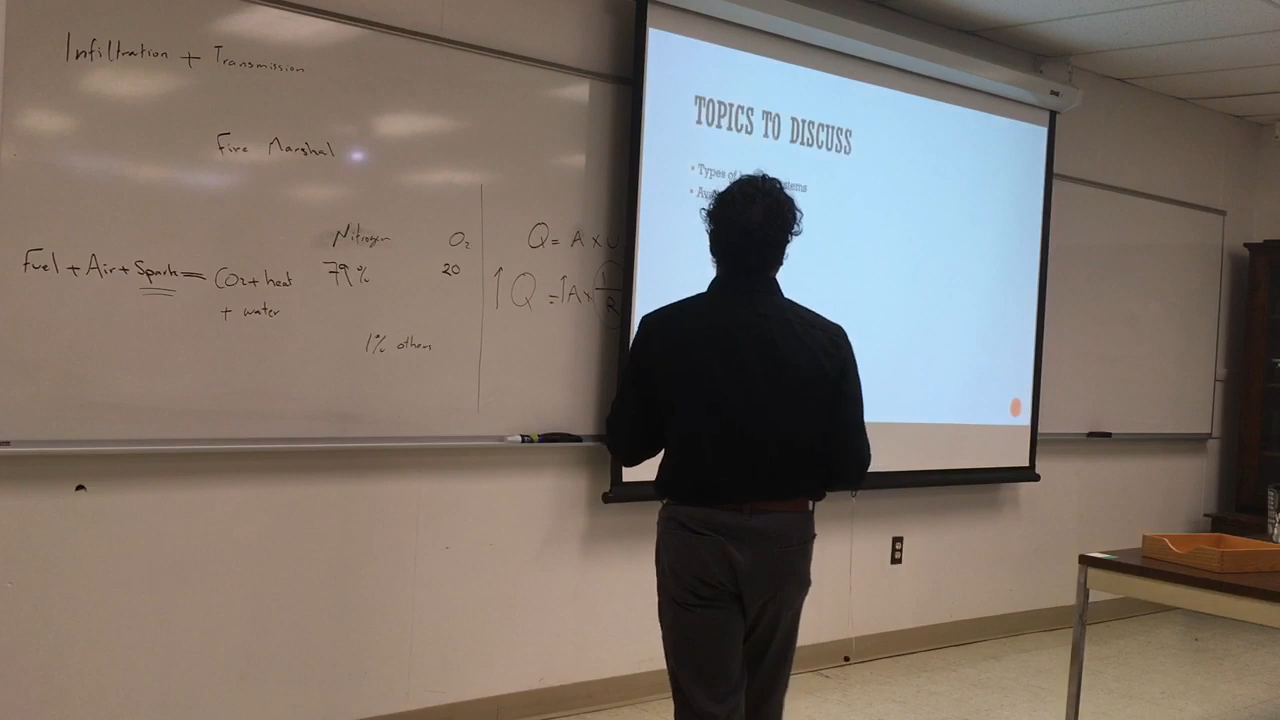 Infiltration + Transmission
Fire Marshal
Nitrogen O₂
79% 20
Fuel + Air + Spark = CO₂ + heat
+ water
1% others
Q = A x U
↑Q = ↑A x 1/R
TOPICS TO DISCUSS
Types of